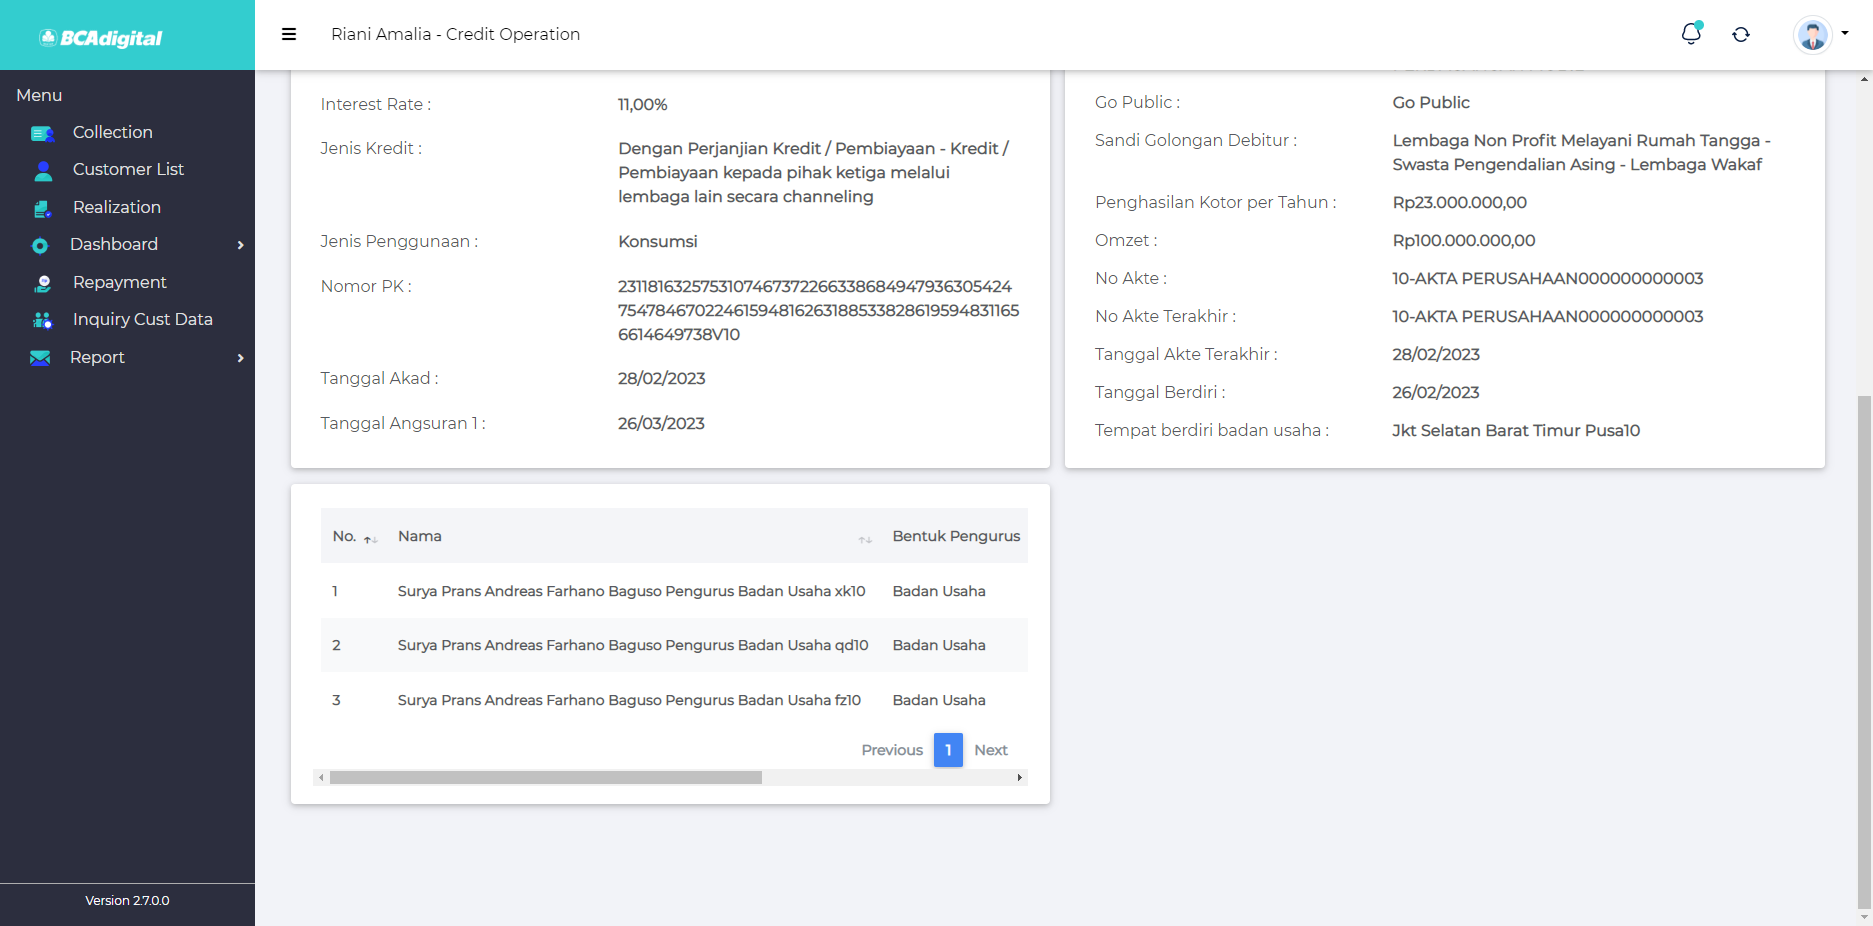 BCAdigital
Riani Amalia - Credit Operation
Menu
Collection
Customer List
Realization
Dashboard
Repayment
Inquiry Cust Data
Report
Version 2.7.0.0
Interest Rate :
11,00%
Jenis Kredit :
Dengan Perjanjian Kredit / Pembiayaan - Kredit /
Pembiayaan kepada pihak ketiga melalui
lembaga lain secara channeling
Jenis Penggunaan :
Konsumsi
Nomor PK :
23118163257531074673722663386849479363054​24
75478467022461594816263188533828619594831165
6614649738V10
Tanggal Akad :
28/02/2023
Tanggal Angsuran 1 :
26/03/2023
Go Public :
Go Public
Sandi Golongan Debitur :
Lembaga Non Profit Melayani Rumah Tangga -
Swasta Pengendalian Asing - Lembaga Wakaf
Penghasilan Kotor per Tahun :
Rp23.000.000,00
Omzet :
Rp100.000.000,00
No Akte :
10-AKTA PERUSAHAAN000000000003
No Akte Terakhir :
10-AKTA PERUSAHAAN000000000003
Tanggal Akte Terakhir :
28/02/2023
Tanggal Berdiri :
26/02/2023
Tempat berdiri badan usaha :
Jkt Selatan Barat Timur Pusa10
No. Nama Bentuk Pengurus
1 Surya Prans Andreas Farhano Baguso Pengurus Badan Usaha xk10 Badan Usaha
2 Surya Prans Andreas Farhano Baguso Pengurus Badan Usaha qd10 Badan Usaha
3 Surya Prans Andreas Farhano Baguso Pengurus Badan Usaha fz10 Badan Usaha
Previous 1 Next